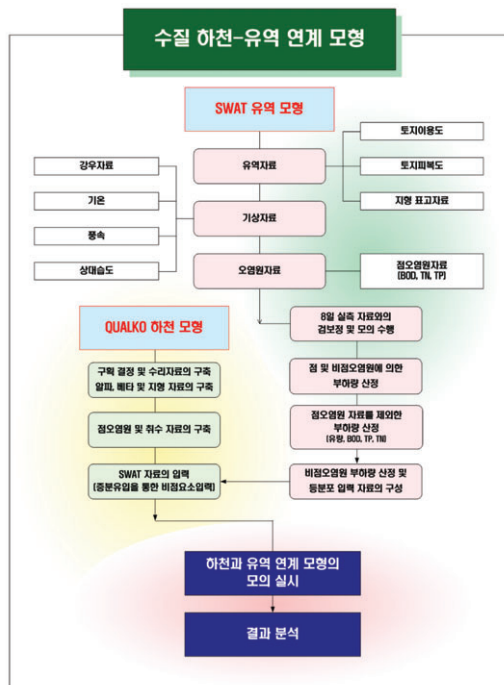 수질 하천-유역 연계 모형
SWAT 유역 모형
유역자료
토지이용도
토지피복도
지형 표고자료
강우자료
기온
풍속
상대습도
기상자료
오염원자료
점오염원자료
(BOD, TN, TP)
8일 실측 자료와의
검보정 및 모의 수행
점 및 비점오염원에 의한
부하량 산정
점오염원 자료를 제외한
부하량 산정
(유량, BOD, TP, TN)
비점오염원 부하량 산정 및
등분포 입력 자료의 구성
QUALKO 하천 모형
구획 결정 및 수리자료의 구축
알파, 베타 및 지형 자료의 구축
점오염원 및 취수 자료의 구축
SWAT 자료의 입력
(증분유입을 통한 비점요소입력)
하천과 유역 연계 모형의
모의 실시
결과 분석